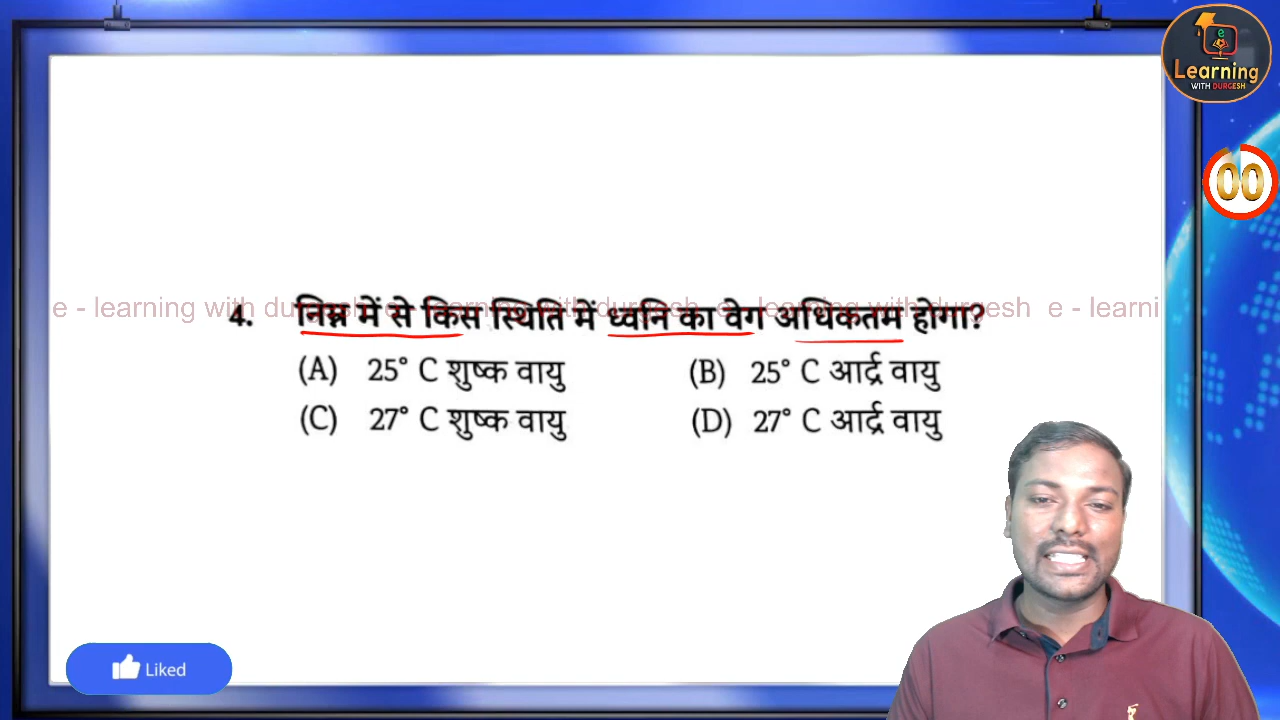 e
Learning
WITH DURGESH
00
e - learning with durgesh e - learning with durgesh e - learning with durgesh e - learni
4. निम्न में से किस स्थिति में ध्वनि का वेग अधिकतम होगा?
(A) 25° C शुष्क वायु (B) 25° C आर्द्र वायु
(C) 27° C शुष्क वायु (D) 27° C आर्द्र वायु
Liked